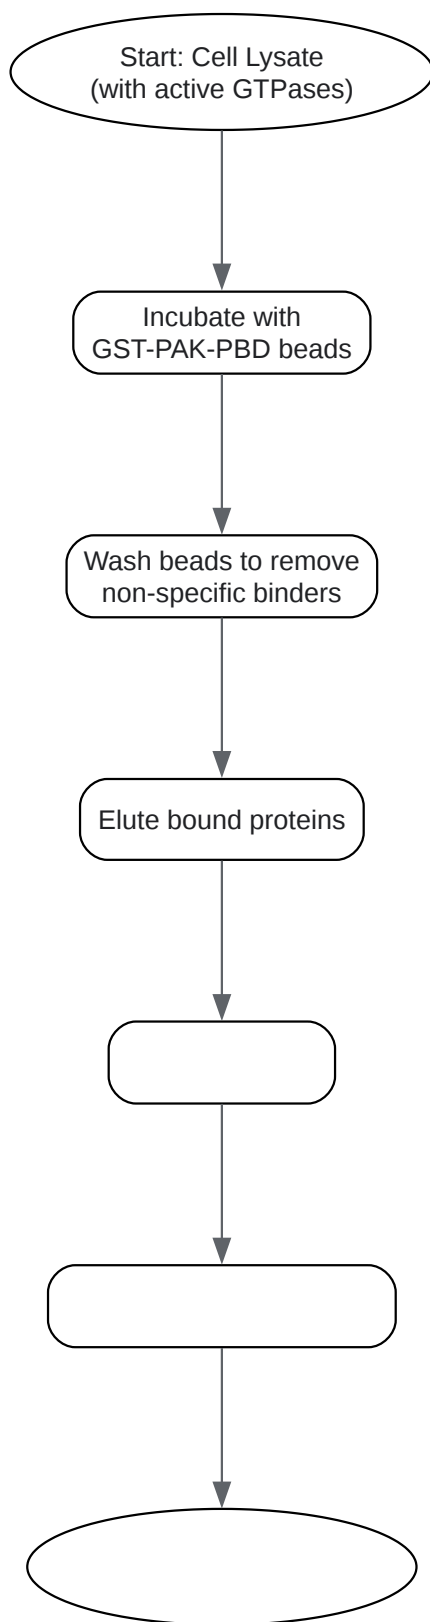 Start: Cell Lysate
(with active GTPases)
Incubate with
GST-PAK-PBD beads
Wash beads to remove
non-specific binders
Elute bound proteins